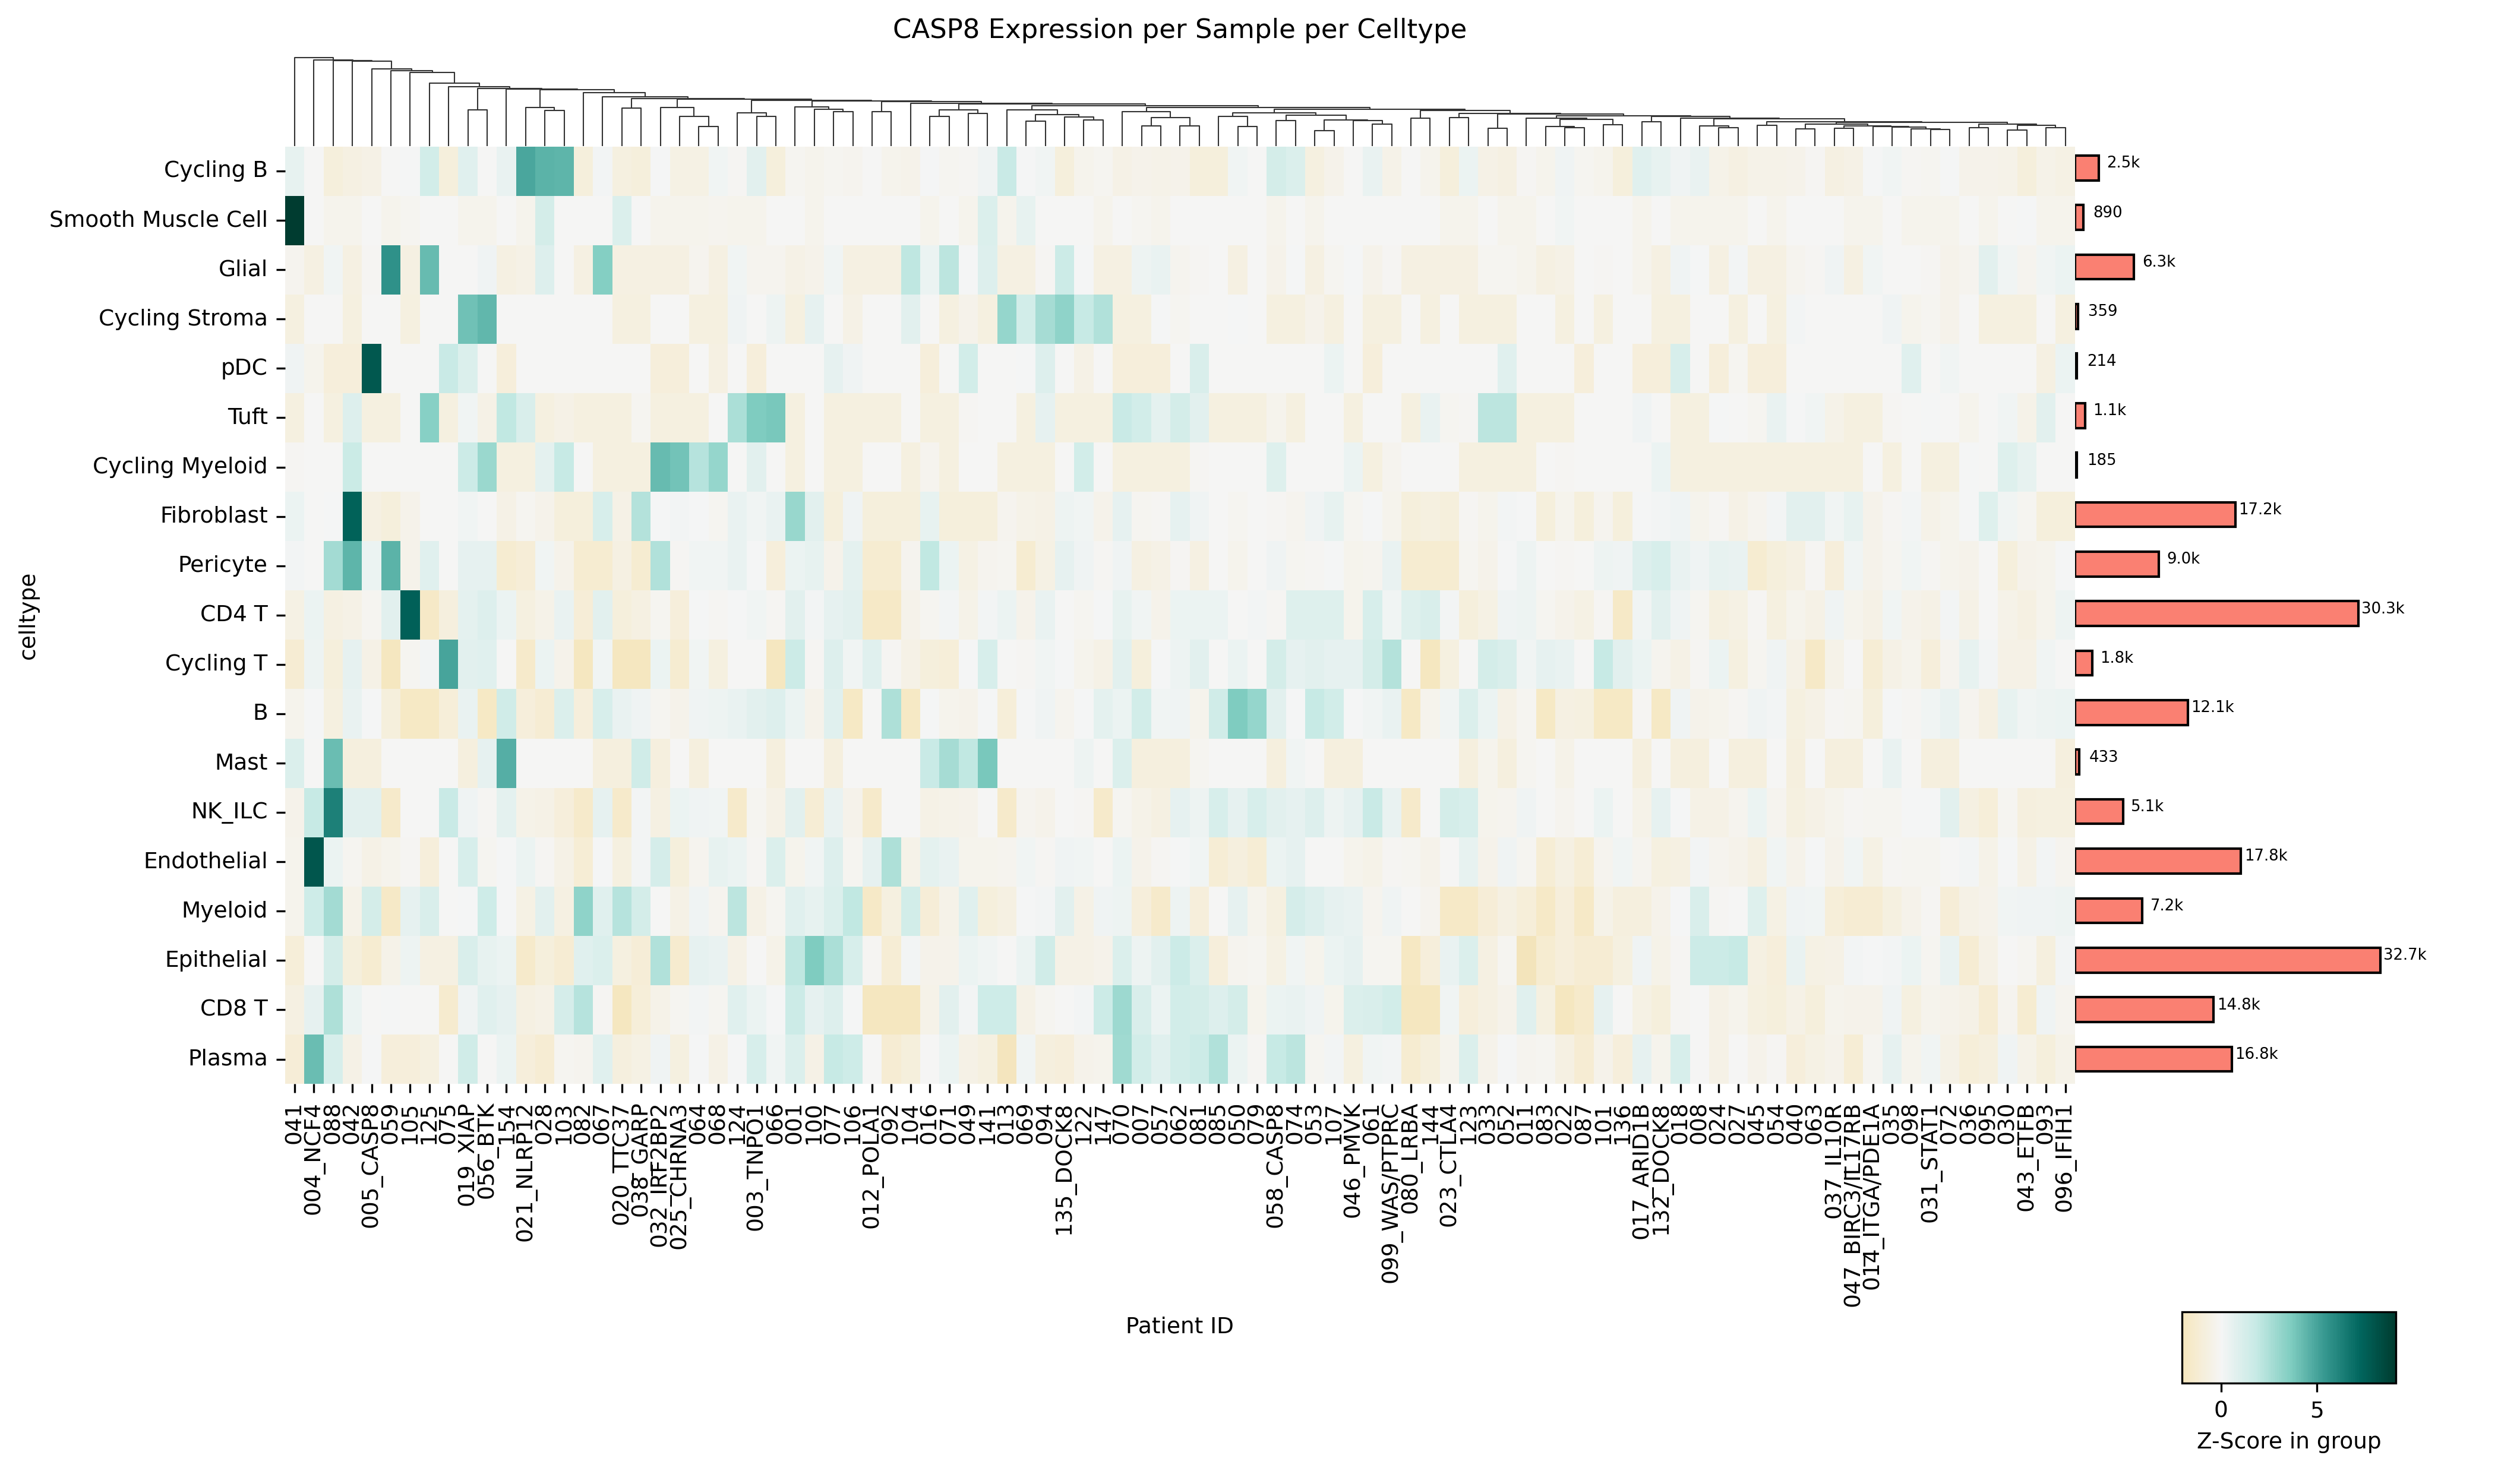 CASP8 Expression per Sample per Celltype
celltype
Cycling B
2.5k
Smooth Muscle Cell
890
Glial
6.3k
Cycling Stroma
359
pDC
214
Tuft
1.1k
Cycling Myeloid
185
Fibroblast
17.2k
Pericyte
9.0k
CD4 T
30.3k
Cycling T
1.8k
B
12.1k
Mast
433
NK_ILC
5.1k
Endothelial
17.8k
Myeloid
7.2k
Epithelial
32.7k
CD8 T
14.8k
Plasma
16.8k
041
004_NCF4
088
042
005_CASP8
059
105
125
075
019_XIAP
056_BTK
154
021_NLRP12
028
103
082
067
020_TTC37
038_GARP
032_IRF2BP2
025_CHRNA3
064
068
124
003_TNPO1
066
001
100
077
106
012_POLA1
092
104
016
071
049
141
013
069
094
135_DOCK8
122
147
070
007
057
062
081
085
050
079
058_CASP8
074
053
107
046_PMVK
061
099_WAS/PTPRC
080_LRBA
144
023_CTLA4
123
033
052
011
083
022
087
101
136
017_ARID1B
132_DOCK8
018
008
024
027
045
054
040
063
037_IL10R
047_BIRC3/IL17RB
014_ITGA/PDE1A
035
098
031_STAT1
072
036
095
030
043_ETFB
093
096_IFIH1
Patient ID
0
5
Z-Score in group